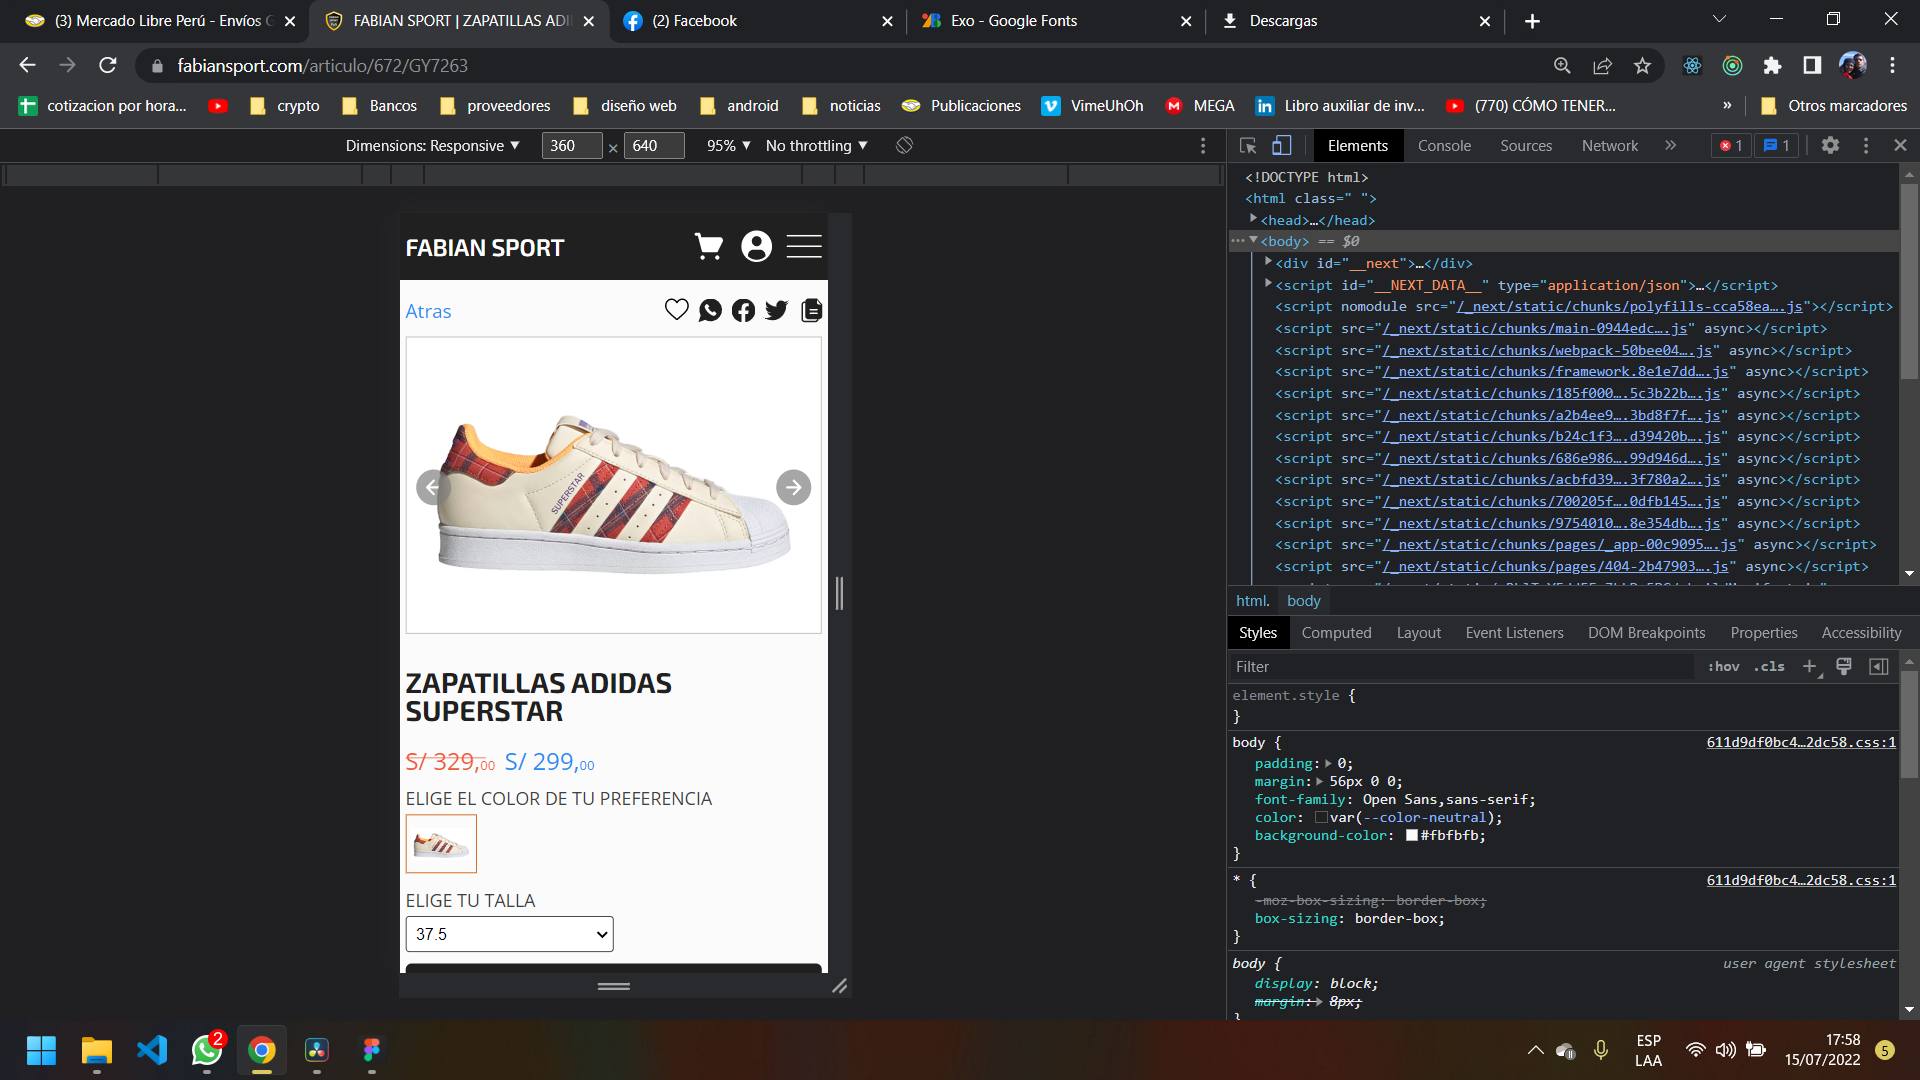 (3) Mercado Libre Perú - Envíos G
FABIAN SPORT | ZAPATILLAS ADI
(2) Facebook
Exo - Google Fonts
Descargas
fabiansport.com/articulo/672/GY7263
cotizacion por hora...
crypto
Bancos
proveedores
diseño web
android
noticias
Publicaciones
VimeUhOh
MEGA
Libro auxiliar de inv...
(770) CÓMO TENER...
»
Otros marcadores
Dimensions: Responsive ▼ 360 × 640 95% ▼ No throttling ▼
Elements Console Sources Network » 1 1
FABIAN SPORT
Atras
SUPERSTAR
ZAPATILLAS ADIDAS
SUPERSTAR
S/ 329,00 S/ 299,00
ELIGE EL COLOR DE TU PREFERENCIA
ELIGE TU TALLA
37.5
<!DOCTYPE html>
<html class=" ">
<head>…</head>
<body> == $0
<div id="__next">…</div>
<script id="__NEXT_DATA__" type="application/json">…</script>
<script nomodule src="/_next/static/chunks/polyfills-cca58ea….js"></script>
<script src="/_next/static/chunks/main-0944edc….js" async></script>
<script src="/_next/static/chunks/webpack-50bee04….js" async></script>
<script src="/_next/static/chunks/framework.8e1e7dd….js" async></script>
<script src="/_next/static/chunks/185f000….5c3b22b….js" async></script>
<script src="/_next/static/chunks/a2b4ee9….3bd8f7f….js" async></script>
<script src="/_next/static/chunks/b24c1f3….d39420b….js" async></script>
<script src="/_next/static/chunks/686e986….99d946d….js" async></script>
<script src="/_next/static/chunks/acbfd39….3f780a2….js" async></script>
<script src="/_next/static/chunks/700205f….0dfb145….js" async></script>
<script src="/_next/static/chunks/9754010….8e354db….js" async></script>
<script src="/_next/static/chunks/pages/_app-00c9095….js" async></script>
<script src="/_next/static/chunks/pages/404-2b47903….js" async></script>
html. body
Styles Computed Layout Event Listeners DOM Breakpoints Properties Accessibility
Filter :hov .cls +
element.style {
}
body { 611d9df0bc4…2dc58.css:1
padding: 0;
margin: 56px 0 0;
font-family: Open Sans,sans-serif;
color: var(--color-neutral);
background-color: #fbfbfb;
}
* { 611d9df0bc4…2dc58.css:1
-moz-box-sizing: border-box;
box-sizing: border-box;
}
body { user agent stylesheet
display: block;
margin: 8px;
}
2
ESP
LAA
17:58
15/07/2022
5